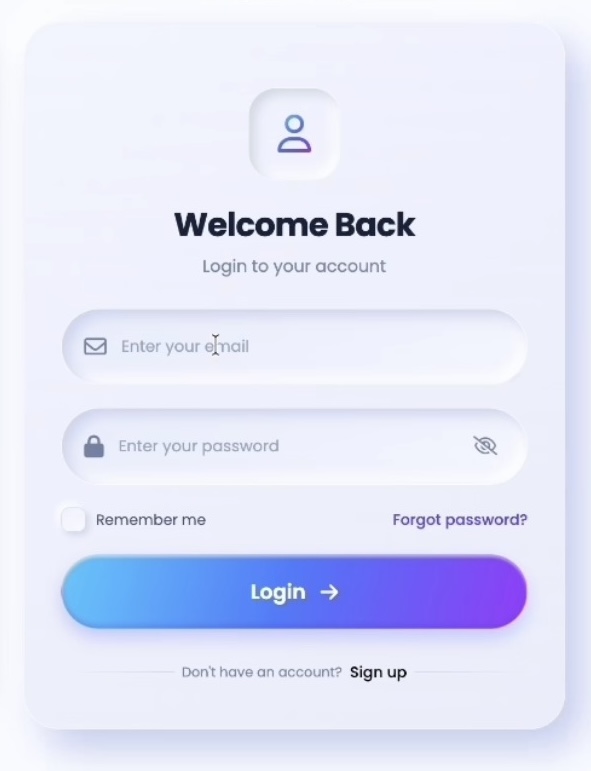 Welcome Back
Login to your account
Enter your email
Enter your password
Remember me
Forgot password?
Login
Don't have an account? Sign up